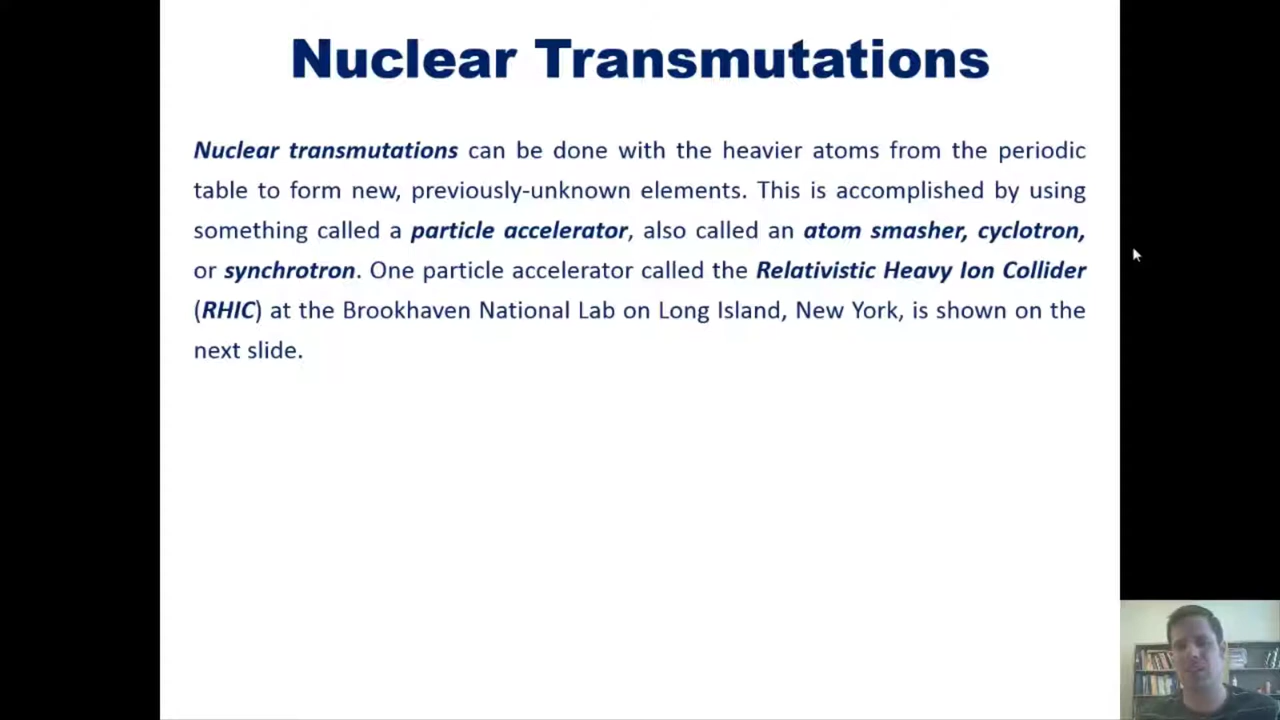 Nuclear Transmutations
Nuclear transmutations can be done with the heavier atoms from the periodic
table to form new, previously-unknown elements. This is accomplished by using
something called a particle accelerator, also called an atom smasher, cyclotron,
or synchrotron. One particle accelerator called the Relativistic Heavy Ion Collider
(RHIC) at the Brookhaven National Lab on Long Island, New York, is shown on the
next slide.